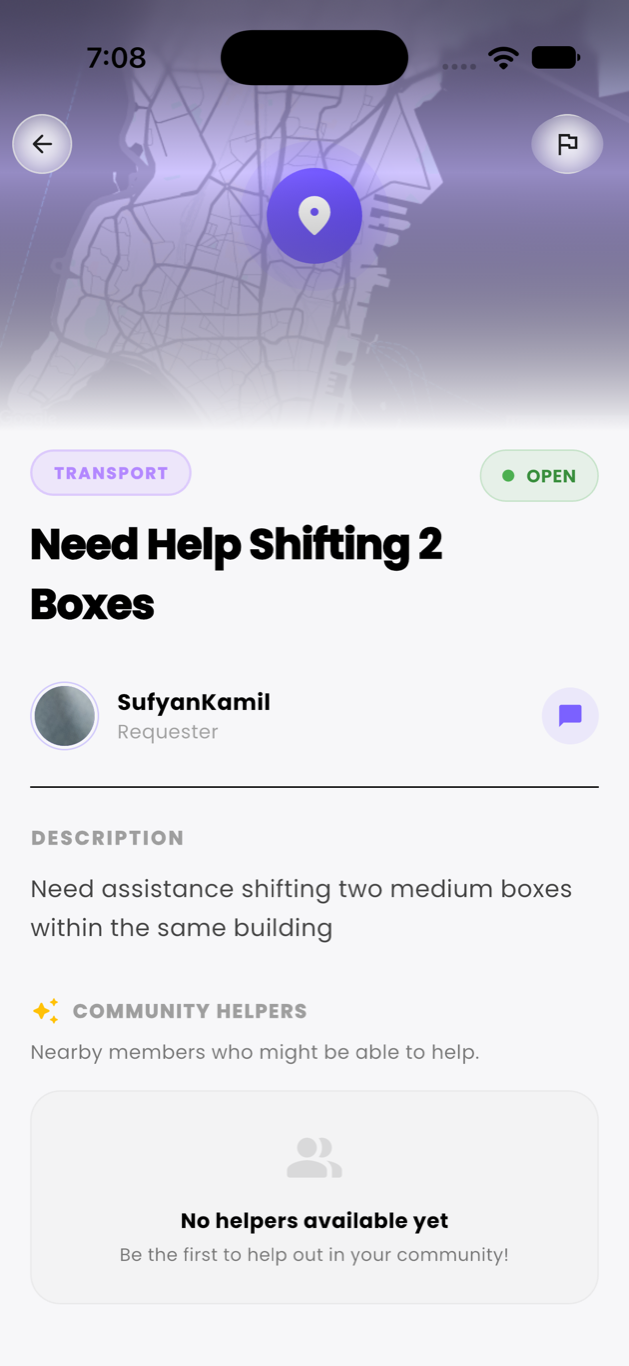 7:08
TRANSPORT
OPEN
Need Help Shifting 2
Boxes
SufyanKamil
Requester
DESCRIPTION
Need assistance shifting two medium boxes
within the same building
COMMUNITY HELPERS
Nearby members who might be able to help.
No helpers available yet
Be the first to help out in your community!